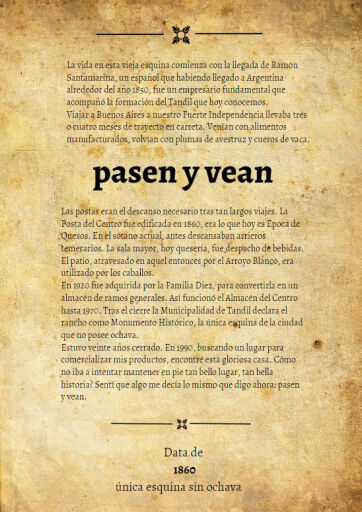 La vida en esta vieja esquina comienza con la llegada de Ramón
Santamarina, un español que habiendo llegado a Argentina
alrededor del año 1850, fue un empresario fundamental que
acompañó la formación del Tandil que hoy conocemos.
Viajar a Buenos Aires a nuestro Fuerte Independencia llevaba tres
o cuatro meses de trayecto en carreta. Venían con alimentos
manufacturados, volvían con plumas de avestruz y cueros de vaca.
pasen y vean
Las postas eran el descanso necesario tras tan largos viajes. La
Posta del Centro fue edificada en 1860, era lo que hoy es Época de
Quesos. En el sótano actual, antes descansaban arrieros
temerarios. La sala mayor, hoy quesería, fue despacho de bebidas.
El patio, atravesado en aquel entonces por el Arroyo Blanco, era
utilizado por los caballos.
En 1920 fue adquirida por la Familia Diez, para convertirla en un
almacén de ramos generales. Así funcionó el Almacén del Centro
hasta 1970. Tras el cierre la Municipalidad de Tandil declara el
rancho como Monumento Histórico, la única esquina de la ciudad
que no posee ochava.
Estuvo veinte años cerrado. En 1990, buscando un lugar para
comercializar mis productos, encontré esta gloriosa casa. Cómo
no iba a intentar mantener en pie tan bello lugar, tan bella
historia? Sentí que algo me decía lo mismo que digo ahora: pasen
y vean.
Data de
1860
única esquina sin ochava